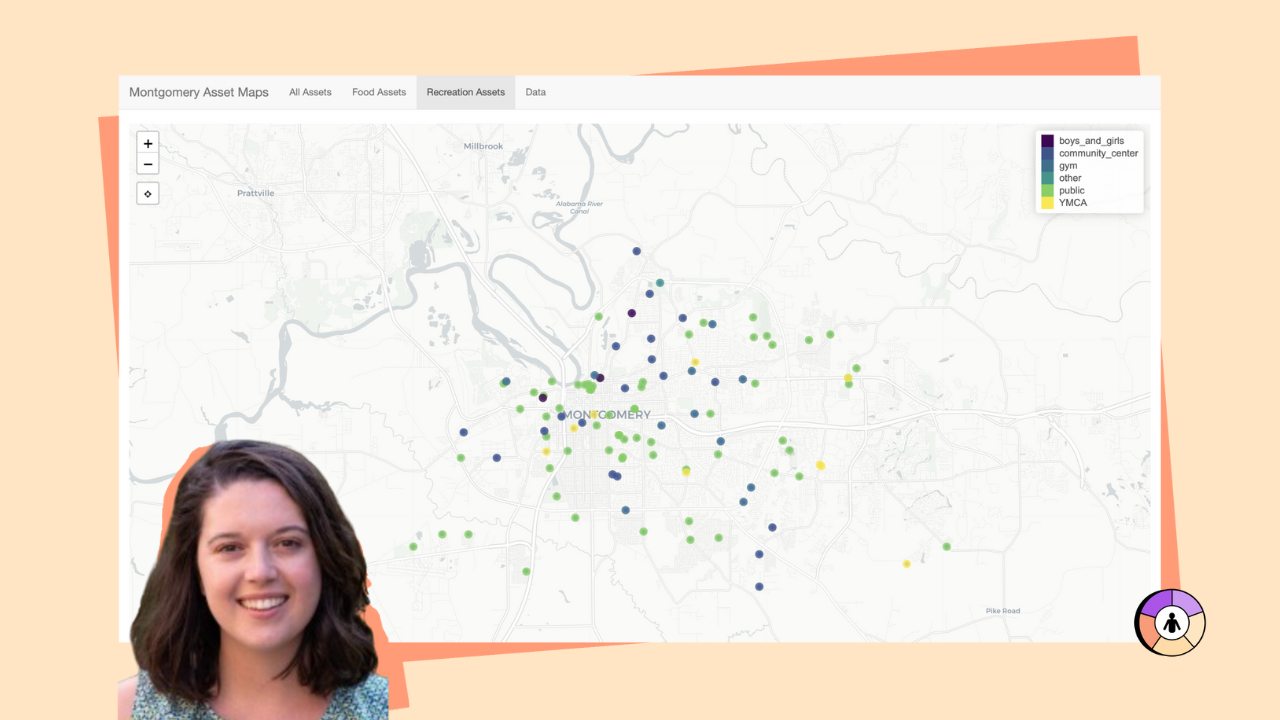 Montgomery Asset Maps All Assets Food Assets Recreation Assets Data
+
−
Millbrook
Prattville
Alabama River
Canal
boys_and_girls
community_center
gym
other
public
YMCA
MONTGOMERY
Pike Road